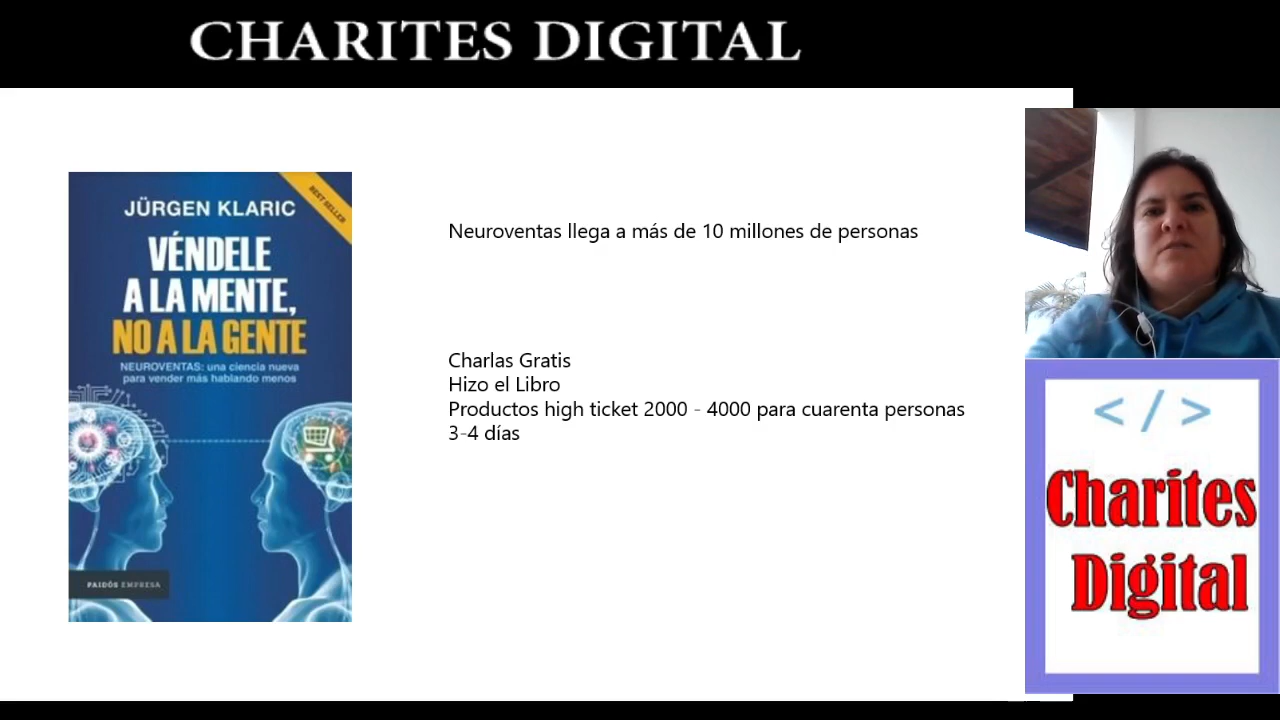 CHARITES DIGITAL
BEST SELLER
JÜRGEN KLARIC
VÉNDELE
A LA MENTE,
NO A LA GENTE
NEUROVENTAS: una ciencia nueva
para vender más hablando menos
PAIDÓS EMPRESA
Neuroventas llega a más de 10 millones de personas
Charlas Gratis
Hizo el Libro
Productos high ticket 2000 - 4000 para cuarenta personas
3-4 días
</>
Charites
Digital